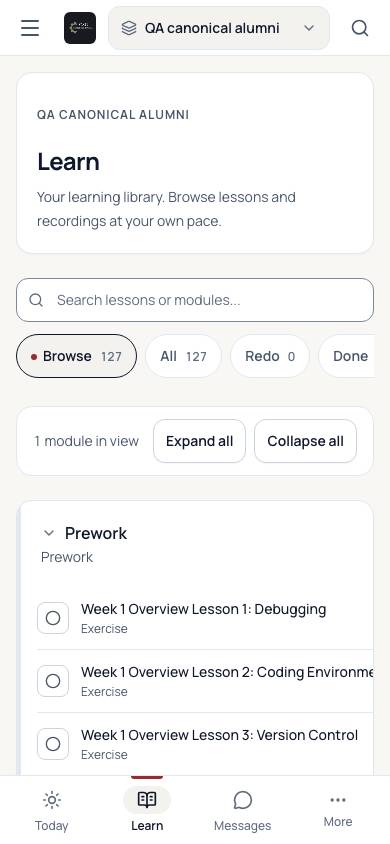 QA canonical alumni
QA CANONICAL ALUMNI
Learn
Your learning library. Browse lessons and
recordings at your own pace.
Search lessons or modules...
Browse 127 All 127 Redo 0 Done
1 module in view Expand all Collapse all
Prework
Prework
Week 1 Overview Lesson 1: Debugging
Exercise
Week 1 Overview Lesson 2: Coding Environme
Exercise
Week 1 Overview Lesson 3: Version Control
Exercise
Today Learn Messages More